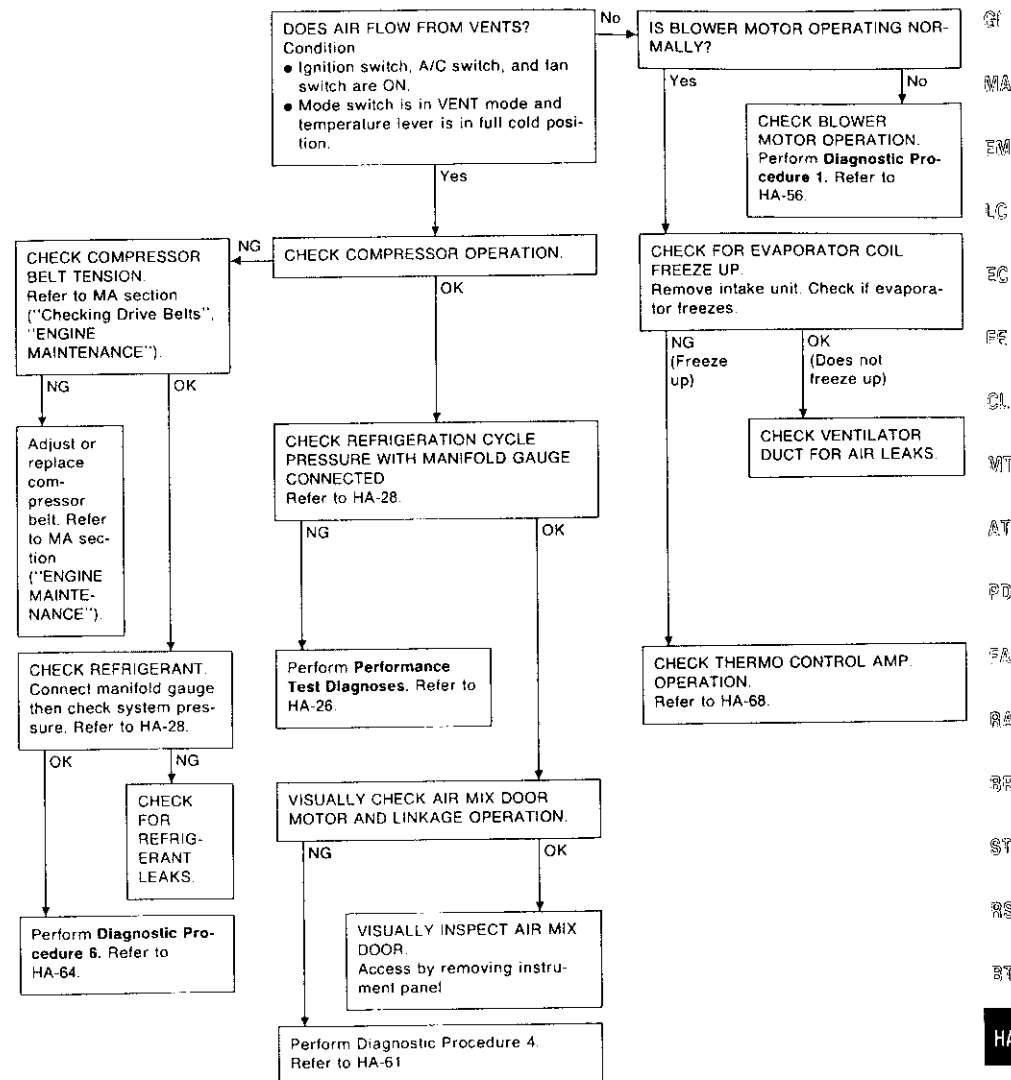 DOES AIR FLOW FROM VENTS?
Condition
● Ignition switch, A/C switch, and fan
switch are ON.
● Mode switch is in VENT mode and
temperature lever is in full cold posi-
tion.
No
IS BLOWER MOTOR OPERATING NOR-
MALLY?
Yes
No
CHECK BLOWER
MOTOR OPERATION.
Perform Diagnostic Pro-
cedure 1. Refer to
HA-56.
Yes
CHECK COMPRESSOR
BELT TENSION.
Refer to MA section
("Checking Drive Belts",
"ENGINE
MAINTENANCE").
NG
CHECK COMPRESSOR OPERATION.
OK
CHECK FOR EVAPORATOR COIL
FREEZE UP.
Remove intake unit. Check if evapora-
tor freezes.
NG
(Freeze
up)
OK
(Does not
freeze up)
NG
OK
CHECK VENTILATOR
DUCT FOR AIR LEAKS.
Adjust or
replace
com-
pressor
belt. Refer
to MA sec-
tion
("ENGINE
MAINTE-
NANCE").
CHECK REFRIGERATION CYCLE
PRESSURE WITH MANIFOLD GAUGE
CONNECTED
Refer to HA-28.
NG
OK
CHECK REFRIGERANT.
Connect manifold gauge
then check system pres-
sure. Refer to HA-28.
Perform Performance
Test Diagnoses. Refer to
HA-26.
CHECK THERMO CONTROL AMP.
OPERATION.
Refer to HA-68.
OK
NG
CHECK
FOR
REFRIG-
ERANT
LEAKS.
VISUALLY CHECK AIR MIX DOOR
MOTOR AND LINKAGE OPERATION.
NG
OK
Perform Diagnostic Pro-
cedure 6. Refer to
HA-64.
VISUALLY INSPECT AIR MIX
DOOR.
Access by removing instru-
ment panel
Perform Diagnostic Procedure 4.
Refer to HA-61
GI
MA
EM
LC
EC
FE
CL
MT
AT
PD
FA
RA
BR
ST
RS
BT
HA